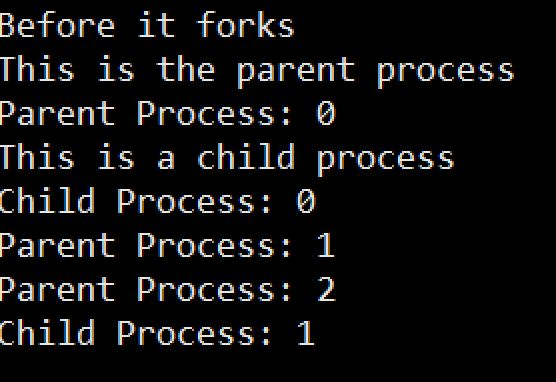 Before it forks
This is the parent process
Parent Process: 0
This is a child process
Child Process: 0
Parent Process: 1
Parent Process: 2
Child Process: 1